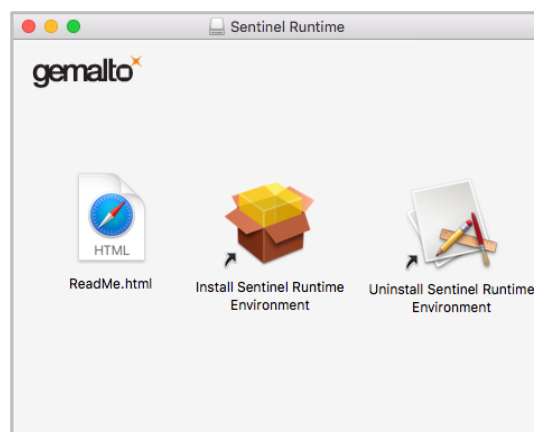 Sentinel Runtime
gemalto
HTML
ReadMe.html
Install Sentinel Runtime
Environment
Uninstall Sentinel Runtime
Environment